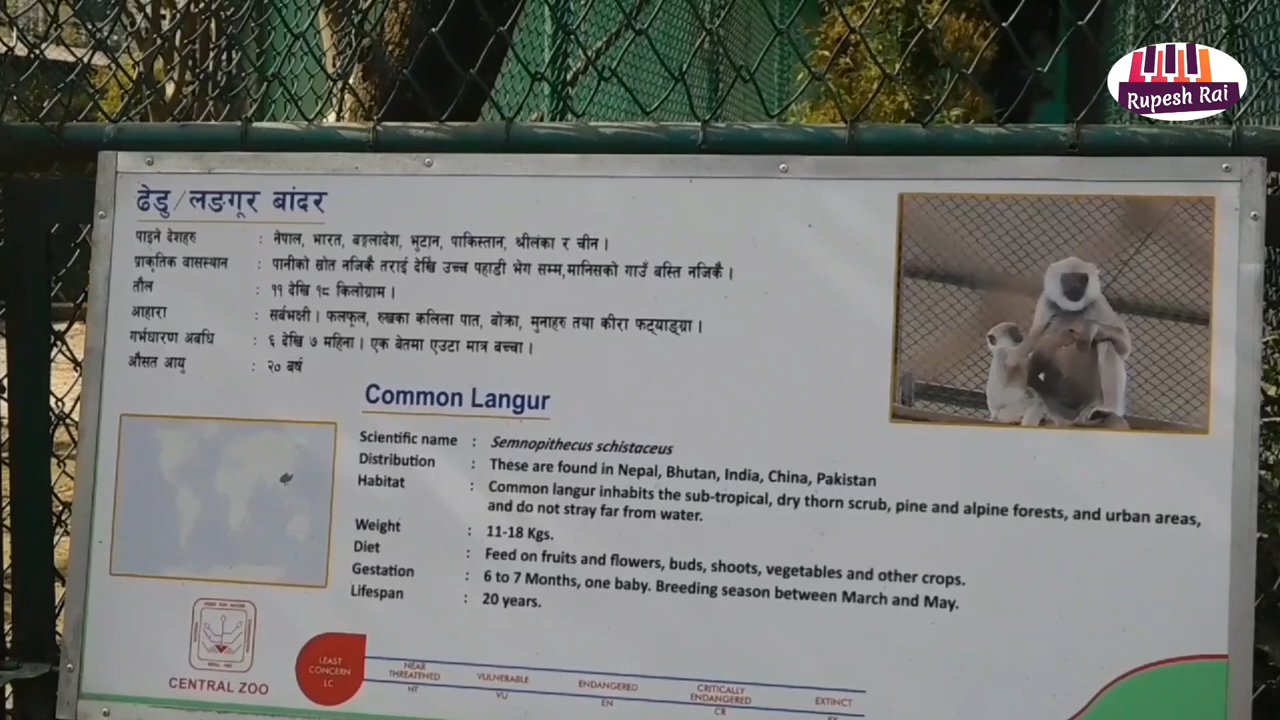 Rupesh Rai
ढेडु/लङगूर बांदर
पाइने देशहरु : नेपाल, भारत, बङ्गलादेश, भुटान, पाकिस्तान, श्रीलंका र चीन ।
प्राकृतिक वासस्थान : पानीको स्रोत नजिकै तराई देखि उच्च पहाडी भेग सम्म,मानिसको गाउँ बस्ति नजिकै ।
तौल : ११ देखि १८ किलोग्राम ।
आहारा : सर्बभक्षी । फलफूल, रुखका कलिला पात, बोक्रा, मुनाहरु तथा कीरा फट्याङ्ग्रा ।
गर्भधारण अबधि : ६ देखि ७ महिना । एक बेतमा एउटा मात्र बच्चा ।
औसत आयु : २० बर्ष
Common Langur
Scientific name : Semnopithecus schistaceus
Distribution : These are found in Nepal, Bhutan, India, China, Pakistan
Habitat : Common langur inhabits the sub-tropical, dry thorn scrub, pine and alpine forests, and urban areas,
and do not stray far from water.
Weight : 11-18 Kgs.
Diet : Feed on fruits and flowers, buds, shoots, vegetables and other crops.
Gestation : 6 to 7 Months, one baby. Breeding season between March and May.
Lifespan : 20 years.
CENTRAL ZOO
LEAST
CONCERN
LC
NEAR
THREATENED
NT
VULNERABLE
VU
ENDANGERED
EN
CRITICALLY
ENDANGERED
CR
EXTINCT